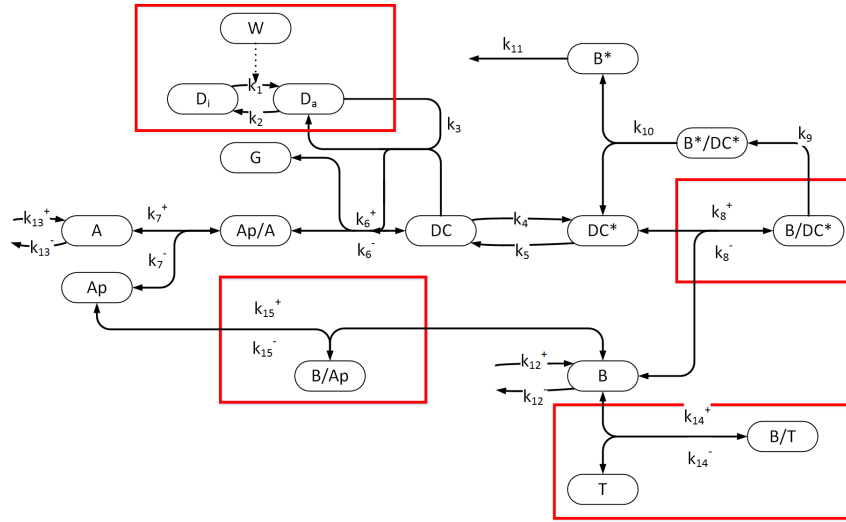 W
k₁₁
B*
k₁
Dᵢ
Dₐ
k₂
k₃
k₁₀
B*/DC*
k₉
G
k₁₃⁺
k₇⁺
k₆⁺
k₄
k₈⁺
A
Ap/A
DC
DC*
B/DC*
k₁₃⁻
k₇⁻
k₆⁻
k₅
k₈⁻
Ap
k₁₅⁺
k₁₅⁻
k₁₂⁺
B/Ap
B
k₁₂⁻
k₁₄⁺
B/T
k₁₄⁻
T